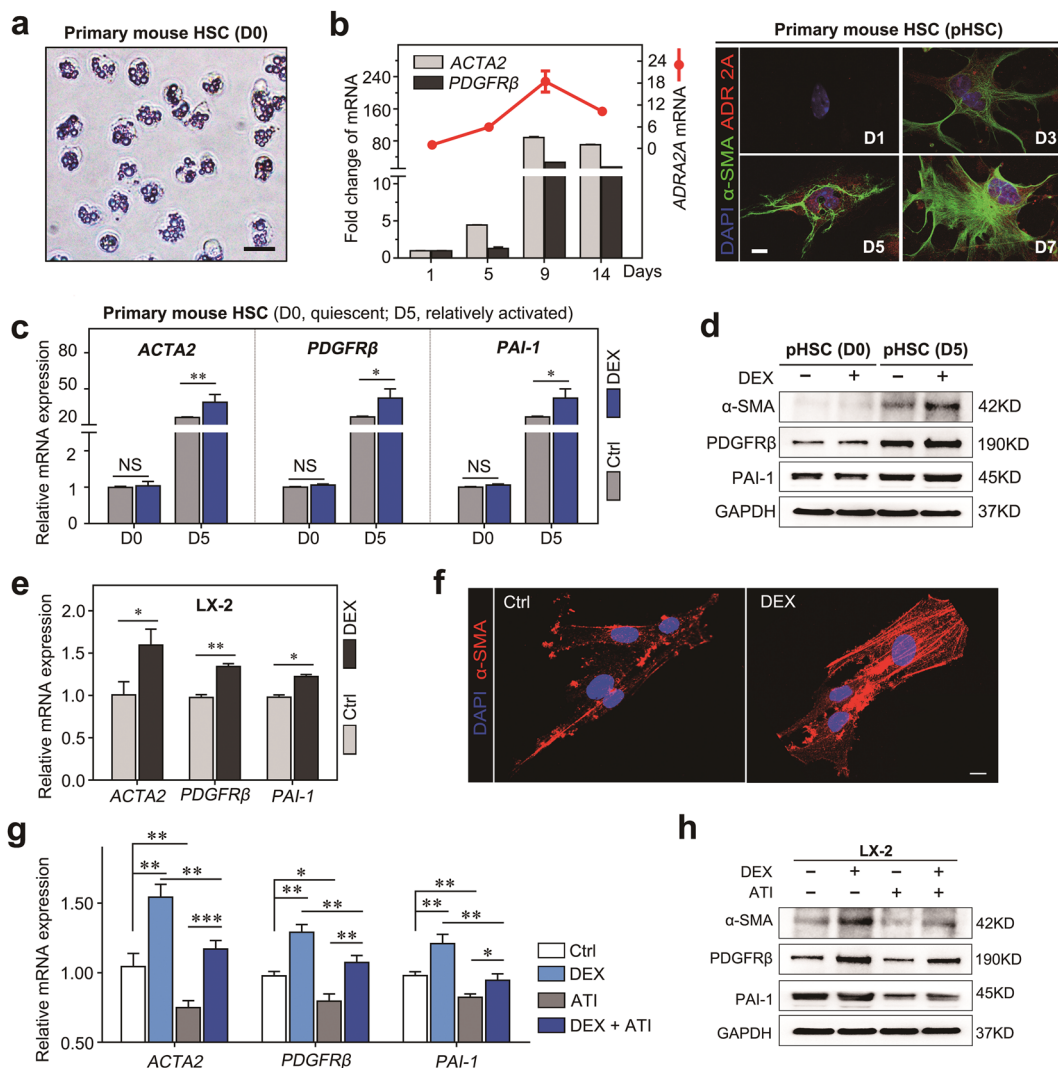 a
Primary mouse HSC (D0)
b
Fold change of mRNA
240
160
80
10
5
0
ACTA2
PDGFRβ
24
18
12
6
0
ADRA2A mRNA
1
5
9
14
Days
Primary mouse HSC (pHSC)
DAPI α-SMA ADR 2A
D1
D3
D5
D7
c
Primary mouse HSC (D0, quiescent; D5, relatively activated)
Relative mRNA expression
80
50
20
2
1
0
ACTA2
PDGFRβ
PAI-1
NS
**
NS
*
NS
*
D0
D5
D0
D5
D0
D5
Ctrl
DEX
d
pHSC (D0) pHSC (D5)
DEX − + − +
α-SMA 42KD
PDGFRβ 190KD
PAI-1 45KD
GAPDH 37KD
e
LX-2
Relative mRNA expression
2.0
1.5
1.0
0.5
0.0
*
**
*
ACTA2
PDGFRβ
PAI-1
Ctrl
DEX
f
DAPI α-SMA
Ctrl
DEX
g
Relative mRNA expression
1.50
1.00
0.50
**
**
**
***
*
**
**
**
**
**
**
*
ACTA2
PDGFRβ
PAI-1
Ctrl
DEX
ATI
DEX + ATI
h
LX-2
DEX − + − +
ATI − − + +
α-SMA 42KD
PDGFRβ 190KD
PAI-1 45KD
GAPDH 37KD